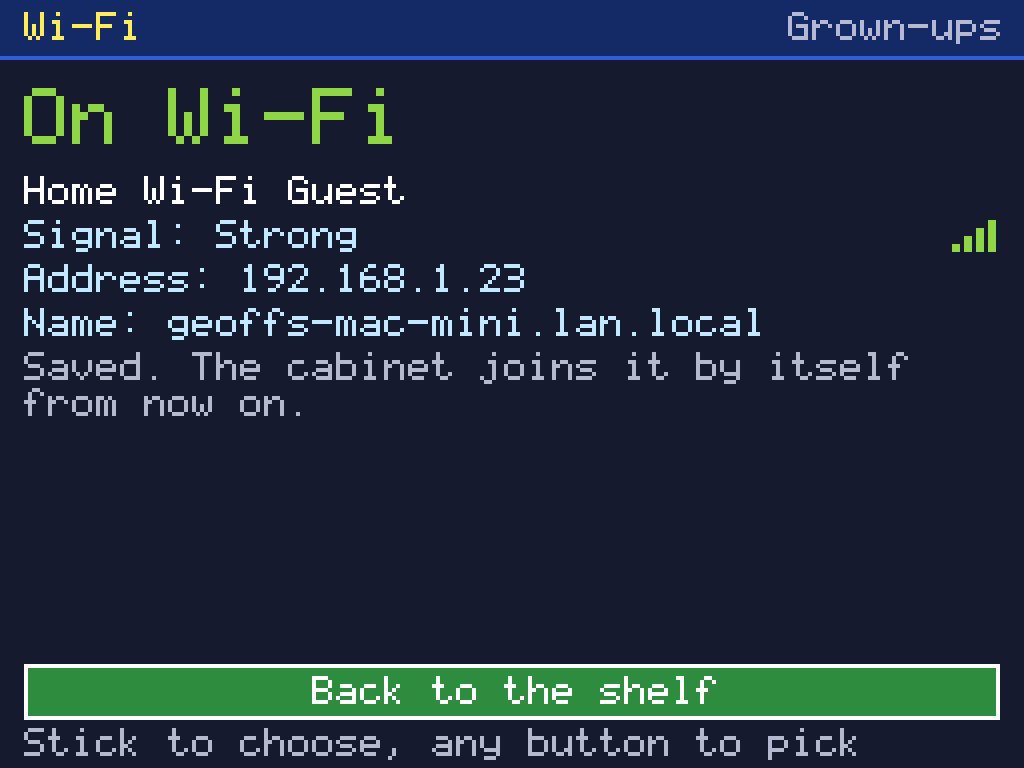 Wi-Fi
Grown-ups
On Wi-Fi
Home Wi-Fi Guest
Signal: Strong
Address: 192.168.1.23
Name: geoffs-mac-mini.lan.local
Saved. The cabinet joins it by itself
from now on.
Back to the shelf
Stick to choose, any button to pick